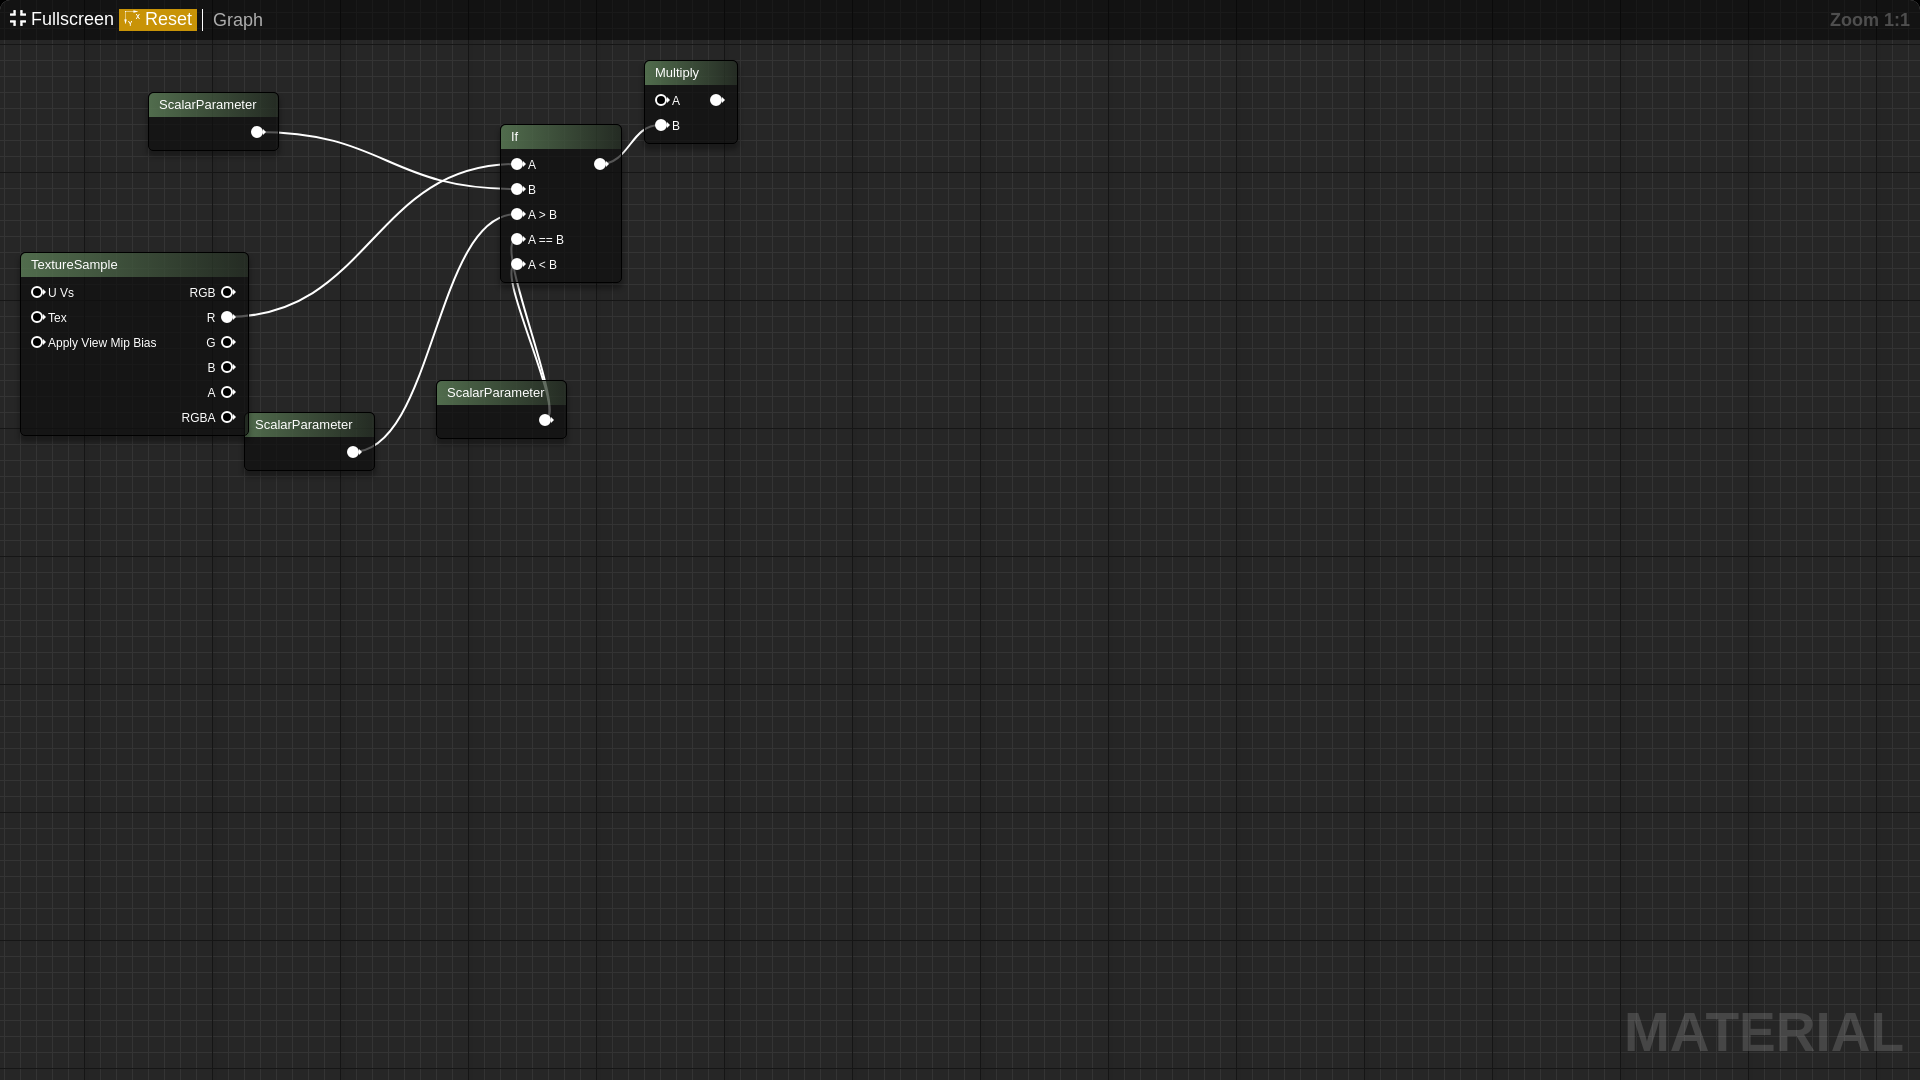 Fullscreen Reset Graph Zoom 1:1
Multiply
A
B
ScalarParameter
If
A
B
A > B
A == B
A < B
TextureSample
U Vs RGB
Tex R
Apply View Mip Bias G
B
A
RGBA
ScalarParameter
ScalarParameter
MATERIAL